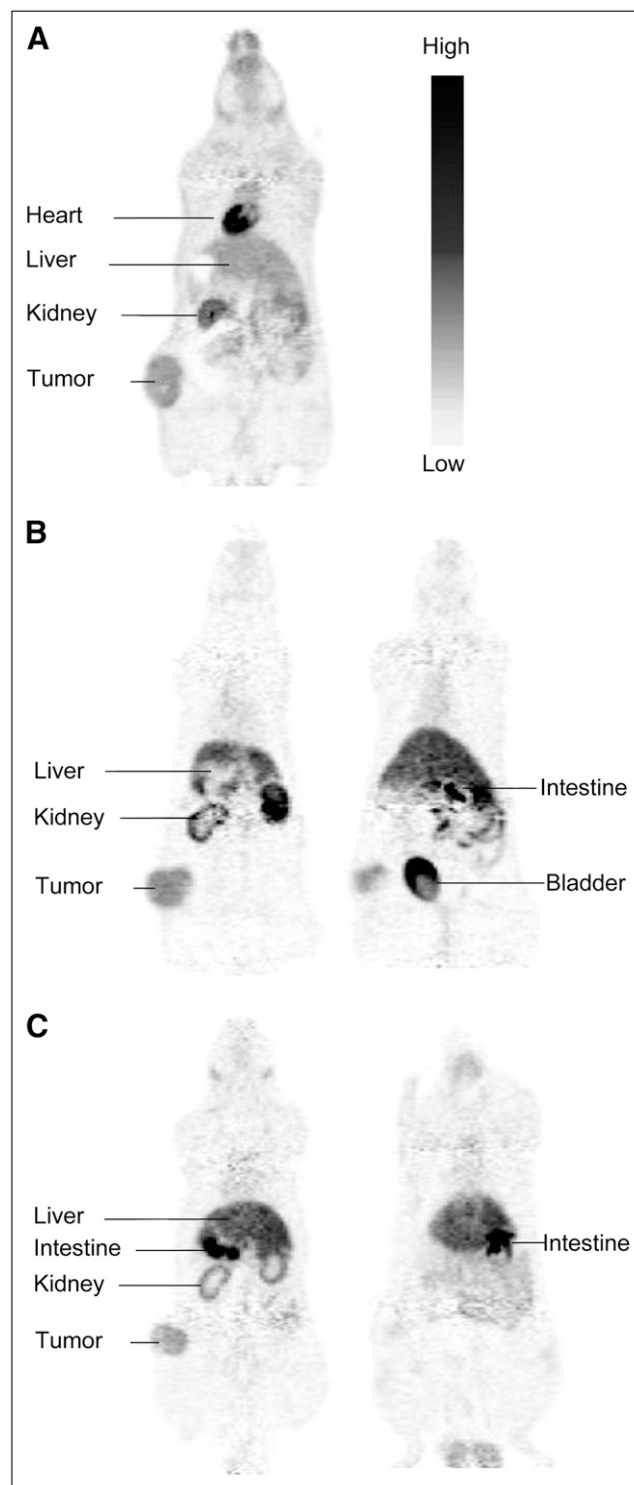 A
High
Heart
Liver
Kidney
Tumor
Low
B
Liver
Kidney
Tumor
Intestine
Bladder
C
Liver
Intestine
Kidney
Tumor
Intestine